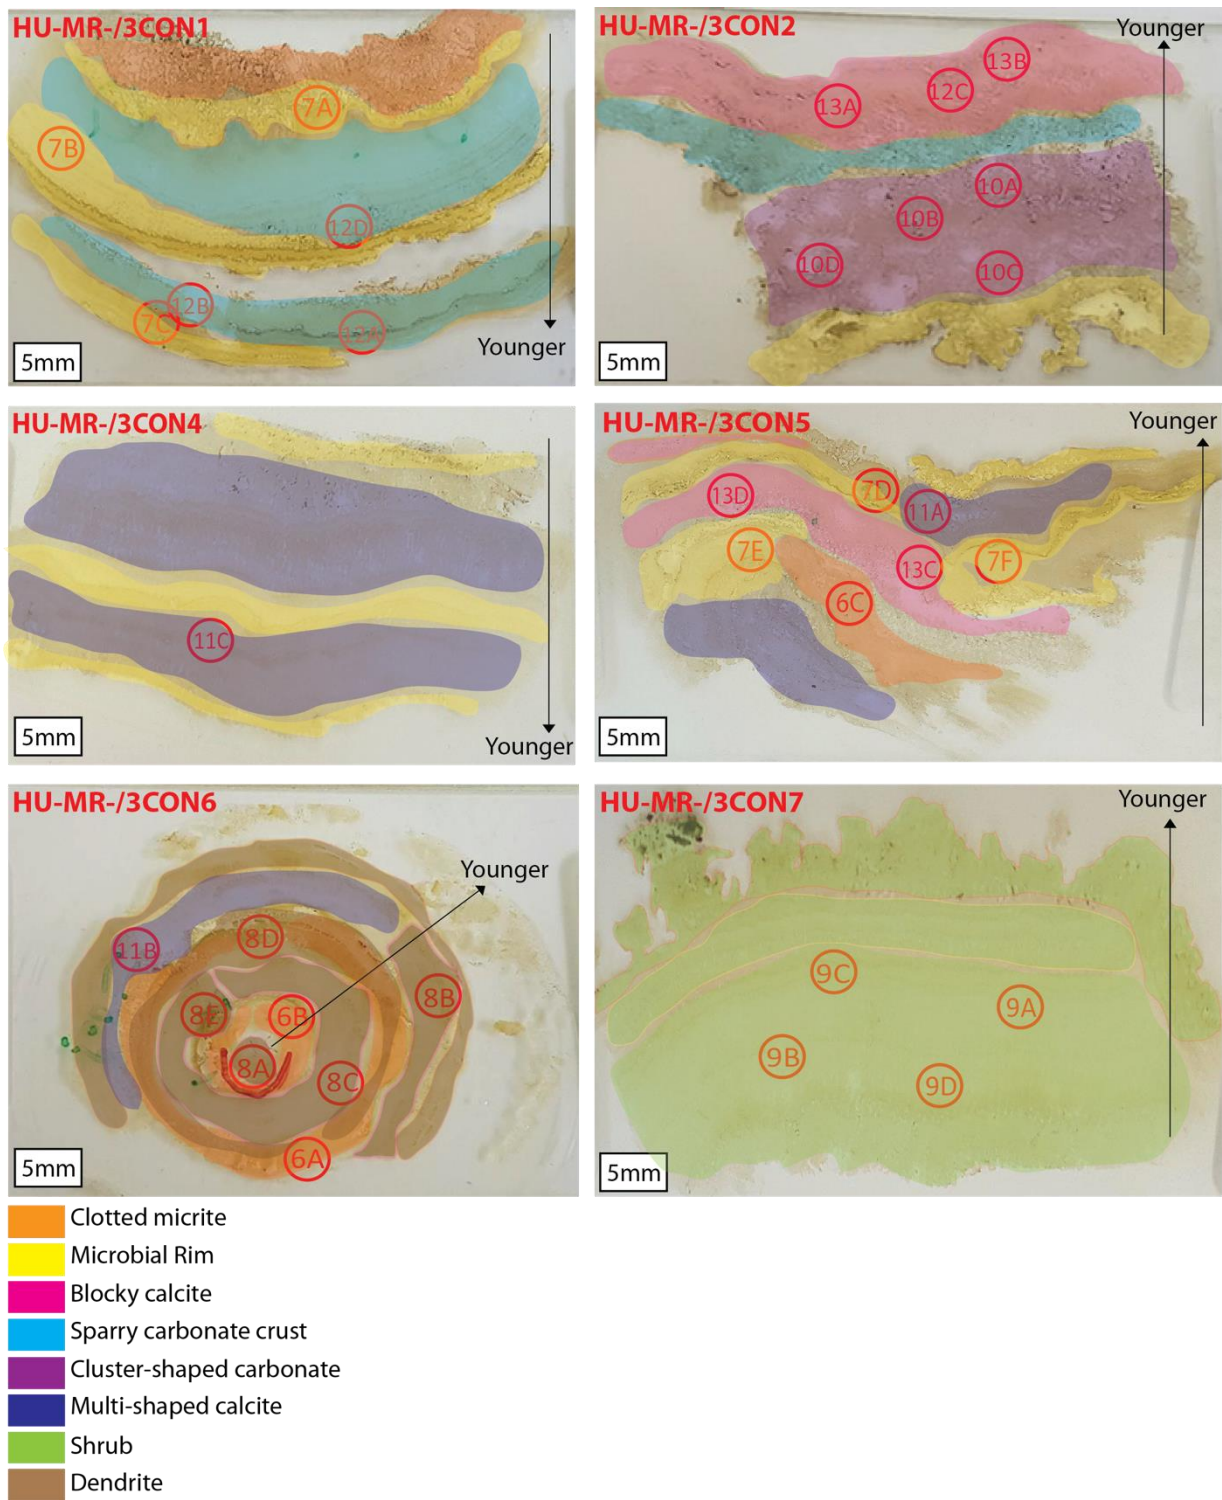 HU-MR-/3CON1
7A
7B
12D
12B
7C
12A
Younger
5mm
HU-MR-/3CON2
Younger
13B
12C
13A
10A
10B
10D
10C
5mm
HU-MR-/3CON4
11C
Younger
5mm
HU-MR-/3CON5
Younger
13D
7D
11A
7E
13C
7F
6C
5mm
HU-MR-/3CON6
Younger
11B
8D
8B
8E
6B
8A
8C
6A
5mm
HU-MR-/3CON7
Younger
9C
9A
9B
9D
5mm
Clotted micrite
Microbial Rim
Blocky calcite
Sparry carbonate crust
Cluster-shaped carbonate
Multi-shaped calcite
Shrub
Dendrite